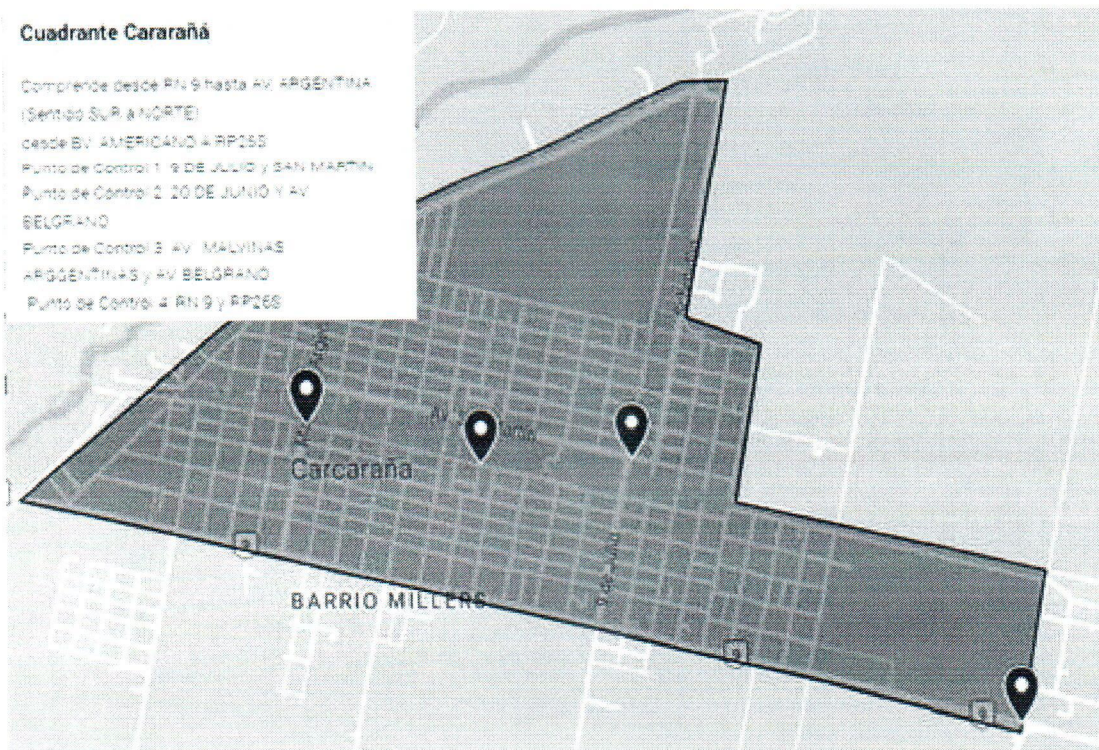 Cuadrante Cararañá
Comprende desde RN 9 hasta AV. ARGENTINA
(Sentido SUR a NORTE)
desde BV. AMERICANO A RP26S
Punto de Control 1: 9 DE JULIO y SAN MARTIN
Punto de Control 2: 20 DE JUNIO Y AV.
BELGRANO
Punto de Control 3: AV. MALVINAS
ARGGENTINAS y AV. BELGRANO
Punto de Control 4: RN 9 y RP26S
Av.
Carcarañá
9 de Julio
9
BARRIO MILLERS
9
9